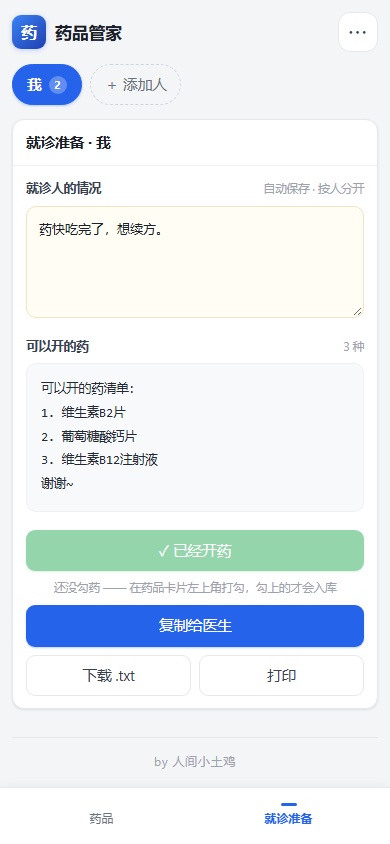 药 药品管家 ...
我 2 + 添加人
就诊准备 · 我
就诊人的情况 自动保存 · 按人分开
药快吃完了，想续方。
可以开的药 3 种
可以开的药清单：
1. 维生素B2片
2. 葡萄糖酸钙片
3. 维生素B12注射液
谢谢~
✓ 已经开药
还没勾药 —— 在药品卡片左上角打勾，勾上的才会入库
复制给医生
下载 .txt 打印
by 人间小土鸡
药品 就诊准备